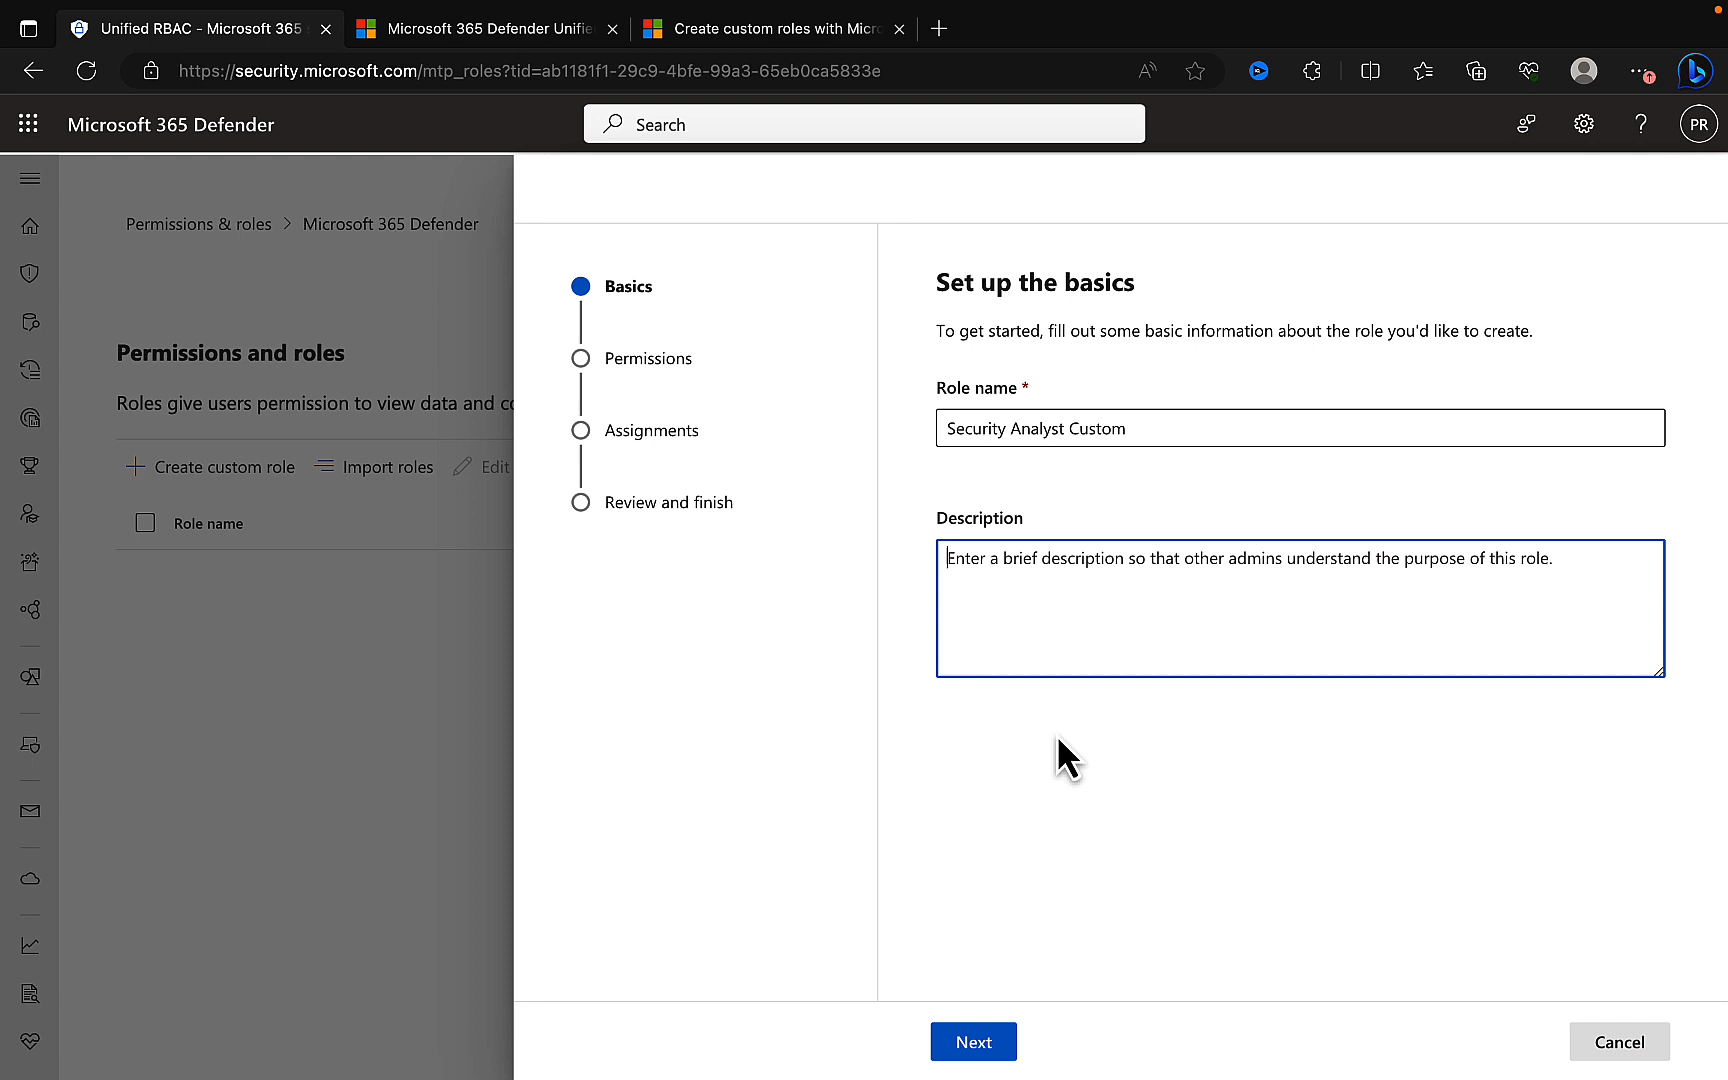 Unified RBAC - Microsoft 365
Microsoft 365 Defender Unifie
Create custom roles with Micro
https://security.microsoft.com/mtp_roles?tid=ab1181f1-29c9-4bfe-99a3-65eb0ca5833e
Microsoft 365 Defender
Search
PR
Permissions & roles > Microsoft 365 Defender
Permissions and roles
Roles give users permission to view data and co
Create custom role
Import roles
Edit
Role name
Basics
Permissions
Assignments
Review and finish
Set up the basics
To get started, fill out some basic information about the role you'd like to create.
Role name *
Security Analyst Custom
Description
Enter a brief description so that other admins understand the purpose of this role.
Next
Cancel